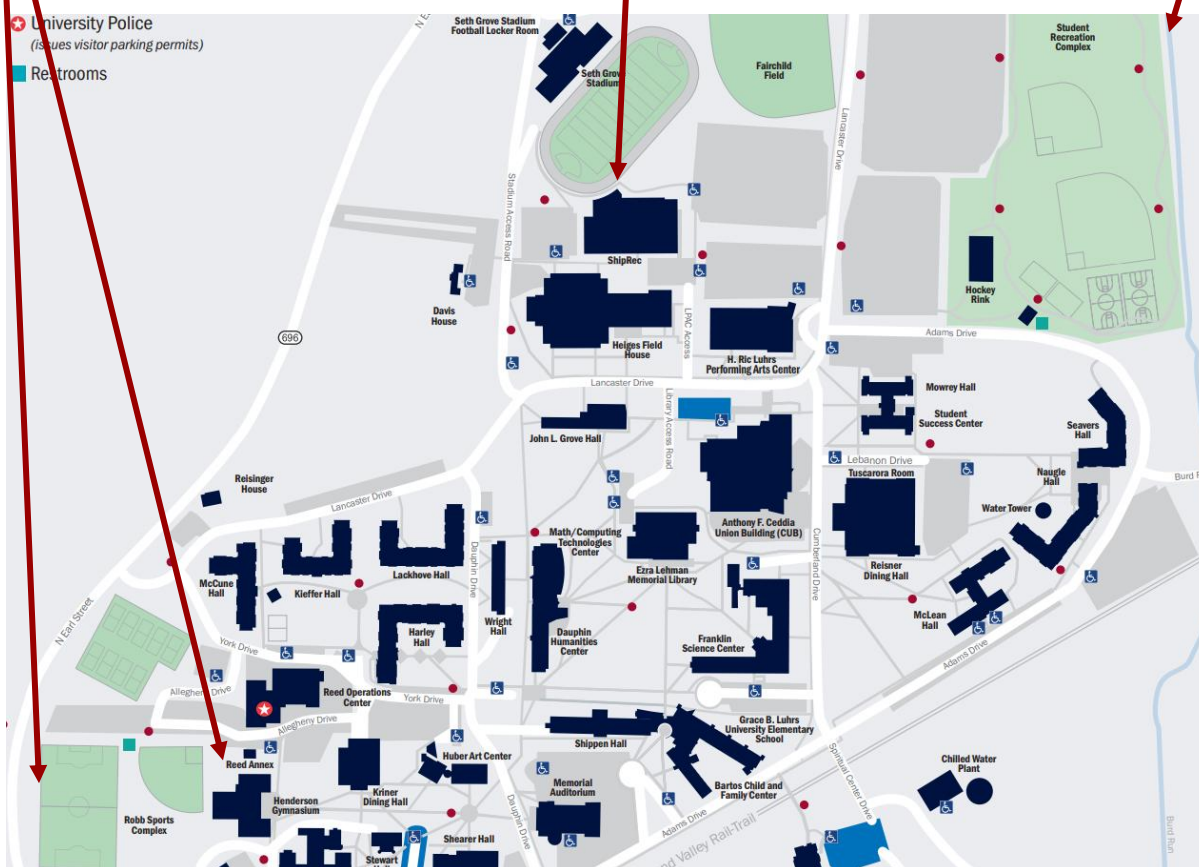 University Police
(issues visitor parking permits)
Restrooms
Seth Grove Stadium
Football Locker Room
Seth Grove
Stadium
Fairchild
Field
Student
Recreation
Complex
Lancaster Drive
Stadium Access Road
ShipRec
Hockey
Rink
Davis
House
696
Heiges Field
House
LPAC Access
H. Ric Luhrs
Performing Arts Center
Adams Drive
Lancaster Drive
Mowrey Hall
Student
Success Center
Seavers
Hall
John L. Grove Hall
Library Access Road
Lebanon Drive
Tuscarora Room
Naugle
Hall
Burd
Reisinger
House
Lancaster Drive
Water Tower
Anthony F. Ceddia
Union Building (CUB)
Math/Computing
Technologies
Center
Dauphin Drive
Cumberland Drive
Reisner
Dining Hall
Ezra Lehman
Memorial Library
Lackhove Hall
McCune
Hall
Kieffer Hall
N Earl Street
Harley
Hall
Wright
Hall
Dauphin
Humanities
Center
Franklin
Science Center
McLean
Hall
Adams Drive
York Drive
Allegheny Drive
Reed Operations
Center
York Drive
Allegheny Drive
Shippen Hall
Grace B. Luhrs
University Elementary
School
Huber Art Center
Reed Annex
Memorial
Auditorium
Bartos Child and
Family Center
Spiritual Center Drive
Chilled Water
Plant
Kriner
Dining Hall
Henderson
Gymnasium
Robb Sports
Complex
Dauphin Drive
Adams Drive
Valley Rail-Trail
Burd Run
Shearer Hall
Stewart